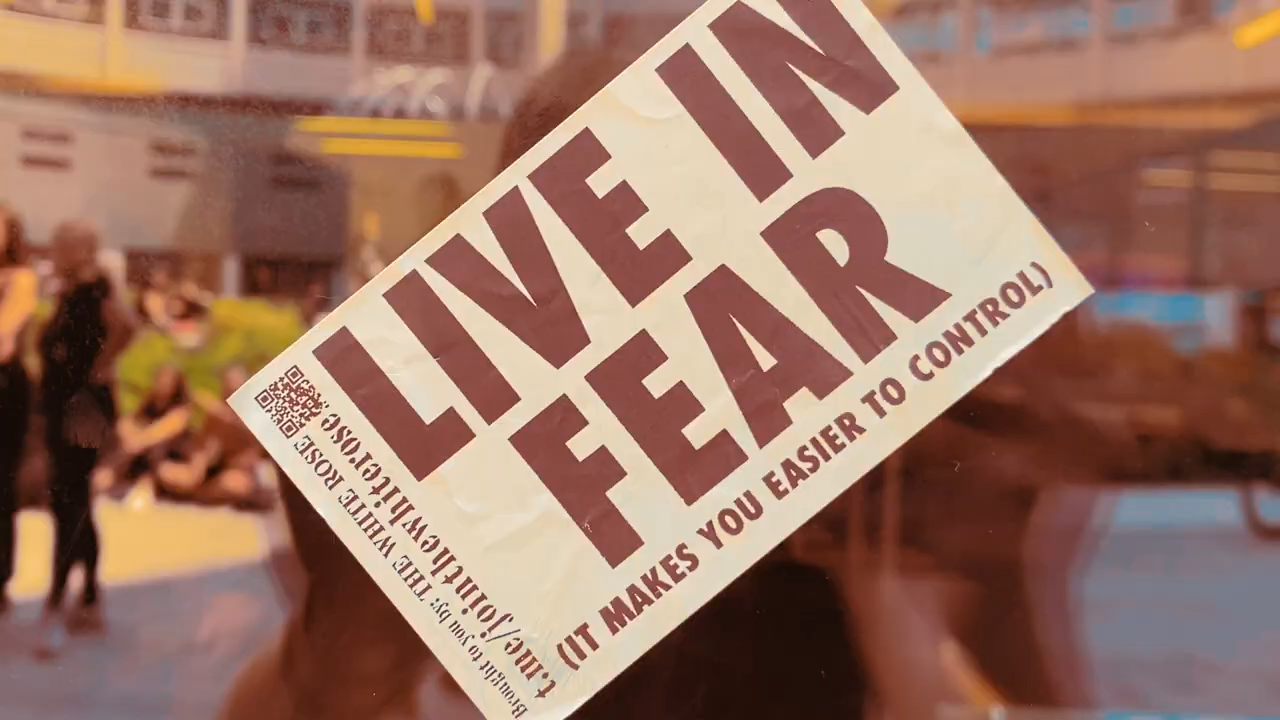 LIVE IN
FEAR
(IT MAKES YOU EASIER TO CONTROL)
Brought to you by: THE WHITE ROSE
t.me/jointhewhiterose.